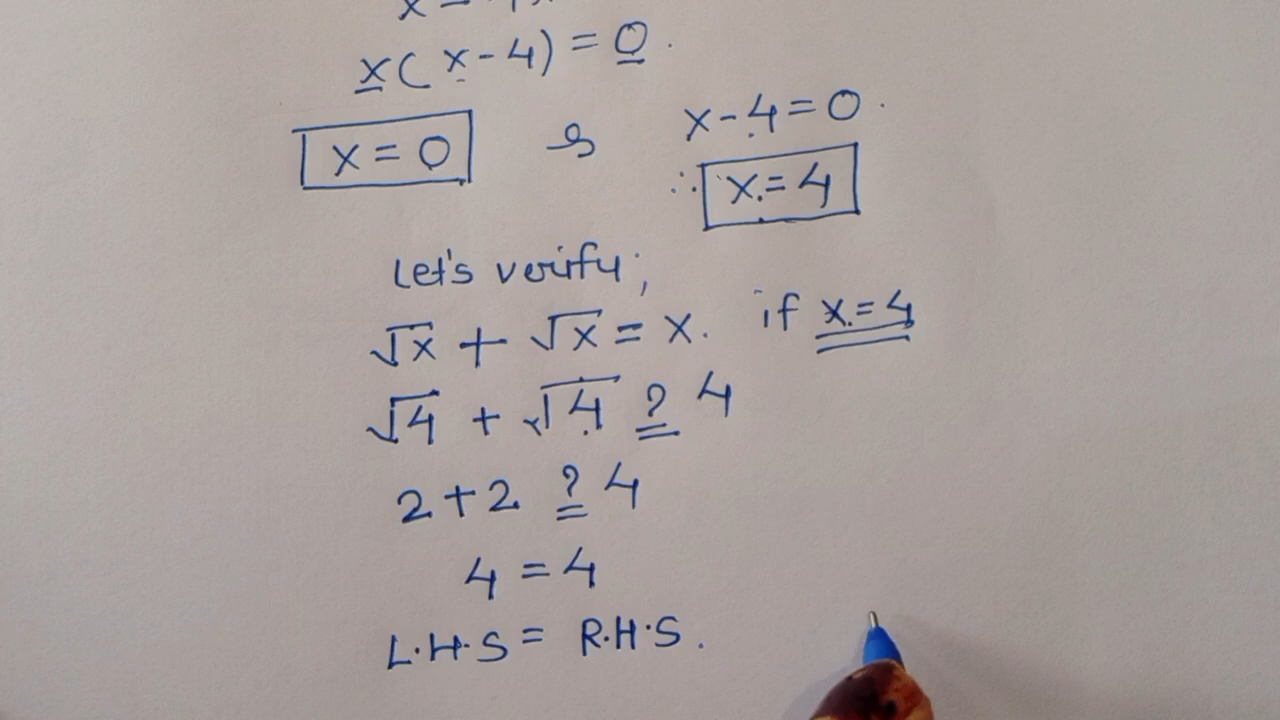 x(x-4) = 0.
x = 0 & x-4=0.
∴ x = 4
Let's verify;
√x + √x = x. if x = 4
√4 + √4 ≟ 4
2+2 ≟ 4
4 = 4
L.H.S = R.H.S.